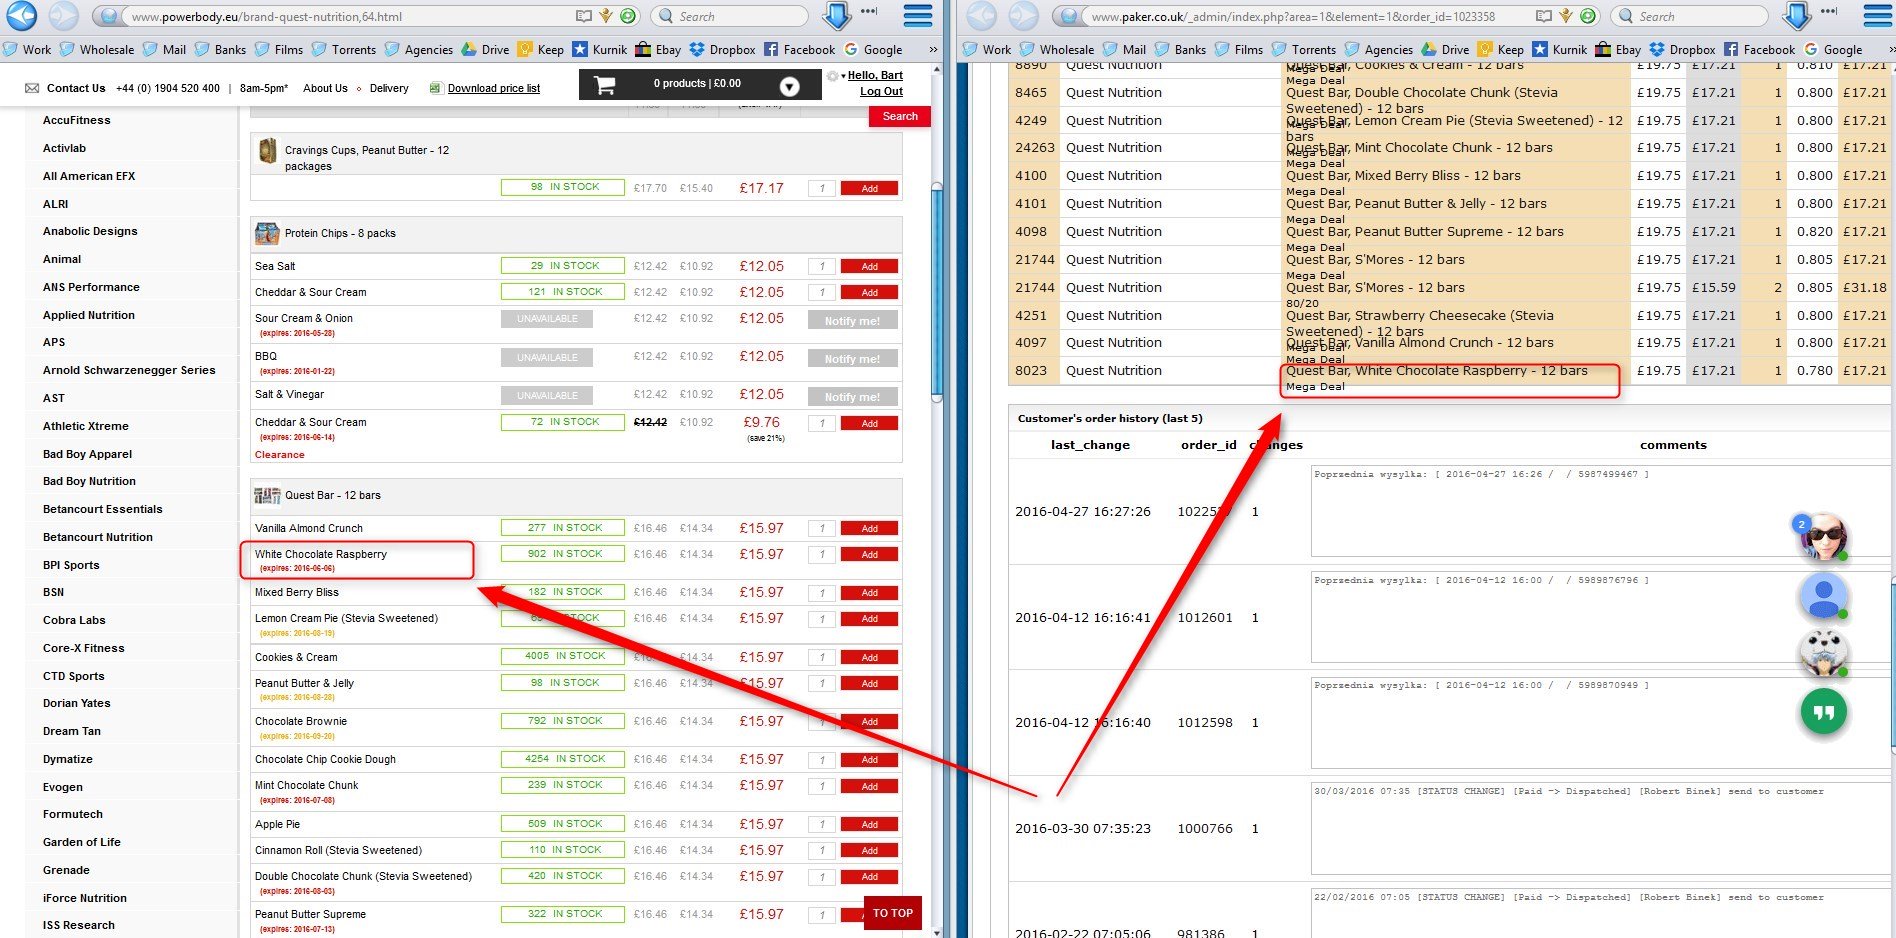 www.powerbody.eu/brand-quest-nutrition,64.html
Search
Work Wholesale Mail Banks Films Torrents Agencies Drive Keep Kurnik Ebay Dropbox Facebook Google »
Contact Us +44 (0) 1904 520 400 | 8am-5pm* About Us Delivery Download price list
0 products | £0.00
Hello, Bart
Log Out
Search
AccuFitness
Activlab
All American EFX
ALRI
Anabolic Designs
Animal
ANS Performance
Applied Nutrition
APS
Arnold Schwarzenegger Series
AST
Athletic Xtreme
Bad Boy Apparel
Bad Boy Nutrition
Betancourt Essentials
Betancourt Nutrition
BPI Sports
BSN
Cobra Labs
Core-X Fitness
CTD Sports
Dorian Yates
Dream Tan
Dymatize
Evogen
Formutech
Garden of Life
Grenade
iForce Nutrition
ISS Research
Cravings Cups, Peanut Butter - 12
packages
98 IN STOCK £17.70 £15.40 £17.17 1 Add
Protein Chips - 8 packs
Sea Salt 29 IN STOCK £12.42 £10.92 £12.05 1 Add
Cheddar & Sour Cream 121 IN STOCK £12.42 £10.92 £12.05 1 Add
Sour Cream & Onion UNAVAILABLE £12.42 £10.92 £12.05 Notify me!
(expires: 2016-05-28)
BBQ UNAVAILABLE £12.42 £10.92 £12.05 Notify me!
(expires: 2016-01-22)
Salt & Vinegar UNAVAILABLE £12.42 £10.92 £12.05 Notify me!
Cheddar & Sour Cream 72 IN STOCK £12.42 £10.92 £9.76 1 Add
(expires: 2016-06-14) (save 21%)
Clearance
Quest Bar - 12 bars
Vanilla Almond Crunch 277 IN STOCK £16.46 £14.34 £15.97 1 Add
White Chocolate Raspberry 902 IN STOCK £16.46 £14.34 £15.97 1 Add
(expires: 2016-06-06)
Mixed Berry Bliss 182 IN STOCK £16.46 £14.34 £15.97 1 Add
Lemon Cream Pie (Stevia Sweetened) IN STOCK £16.46 £14.34 £15.97 1 Add
(expires: 2016-08-19)
Cookies & Cream 4005 IN STOCK £14.34 £15.97 1 Add
Peanut Butter & Jelly 98 IN STOCK £16.46 £14.34 £15.97 1 Add
(expires: 2016-08-28)
Chocolate Brownie 792 IN STOCK £16.46 £14.34 £15.97 1 Add
(expires: 2016-09-20)
Chocolate Chip Cookie Dough 4254 IN STOCK £16.46 £14.34 £15.97 1 Add
Mint Chocolate Chunk 239 IN STOCK £16.46 £14.34 £15.97 1 Add
(expires: 2016-07-08)
Apple Pie 509 IN STOCK £16.46 £14.34 £15.97 1 Add
Cinnamon Roll (Stevia Sweetened) 110 IN STOCK £16.46 £14.34 £15.97 1 Add
Double Chocolate Chunk (Stevia Sweetened) 420 IN STOCK £16.46 £14.34 £15.97 1 Add
(expires: 2016-08-03)
Peanut Butter Supreme 322 IN STOCK £16.46 £14.34 £15.97 1
(expires: 2016-07-13)
TO TOP
www.paker.co.uk/_admin/index.php?area=1&element=1&order_id=1023358
Search
Work Wholesale Mail Banks Films Torrents Agencies Drive Keep Kurnik Ebay Dropbox Facebook Google
8890 Quest Nutrition Quest Bar, Cookies & Cream - 12 bars £19.75 £17.21 1 0.810 £17.21
Mega Deal
8465 Quest Nutrition Quest Bar, Double Chocolate Chunk (Stevia £19.75 £17.21 1 0.800 £17.21
Sweetened) - 12 bars
Mega Deal
4249 Quest Nutrition Quest Bar, Lemon Cream Pie (Stevia Sweetened) - 12 £19.75 £17.21 1 0.800 £17.21
bars
Mega Deal
24263 Quest Nutrition Quest Bar, Mint Chocolate Chunk - 12 bars £19.75 £17.21 1 0.800 £17.21
Mega Deal
4100 Quest Nutrition Quest Bar, Mixed Berry Bliss - 12 bars £19.75 £17.21 1 0.800 £17.21
Mega Deal
4101 Quest Nutrition Quest Bar, Peanut Butter & Jelly - 12 bars £19.75 £17.21 1 0.800 £17.21
Mega Deal
4098 Quest Nutrition Quest Bar, Peanut Butter Supreme - 12 bars £19.75 £17.21 1 0.820 £17.21
Mega Deal
21744 Quest Nutrition Quest Bar, S'Mores - 12 bars £19.75 £17.21 1 0.805 £17.21
Mega Deal
21744 Quest Nutrition Quest Bar, S'Mores - 12 bars £19.75 £15.59 2 0.805 £31.18
80/20
4251 Quest Nutrition Quest Bar, Strawberry Cheesecake (Stevia £19.75 £17.21 1 0.800 £17.21
Sweetened) - 12 bars
Mega Deal
4097 Quest Nutrition Quest Bar, Vanilla Almond Crunch - 12 bars £19.75 £17.21 1 0.800 £17.21
Mega Deal
8023 Quest Nutrition Quest Bar, White Chocolate Raspberry - 12 bars £19.75 £17.21 1 0.780 £17.21
Mega Deal
Customer's order history (last 5)
last_change order_id changes comments
Poprzednia wysylka: [ 2016-04-27 16:26 / / 5987499467 ]
2016-04-27 16:27:26 1
Poprzednia wysylka: [ 2016-04-12 16:00 / / 5989876796 ]
2016-04-12 16:16:41 1012601 1
Poprzednia wysylka: [ 2016-04-12 16:00 / / 5989870949 ]
2016-04-12 16:16:40 1012598 1
30/03/2016 07:35 [STATUS CHANGE] [Paid -> Dispatched] [Robert Binek] send to customer
2016-03-30 07:35:23 1000766 1
22/02/2016 07:05 [STATUS CHANGE] [Paid -> Dispatched] [Robert Binek] send to customer
2016-02-22 07:05:06 981386 1
2